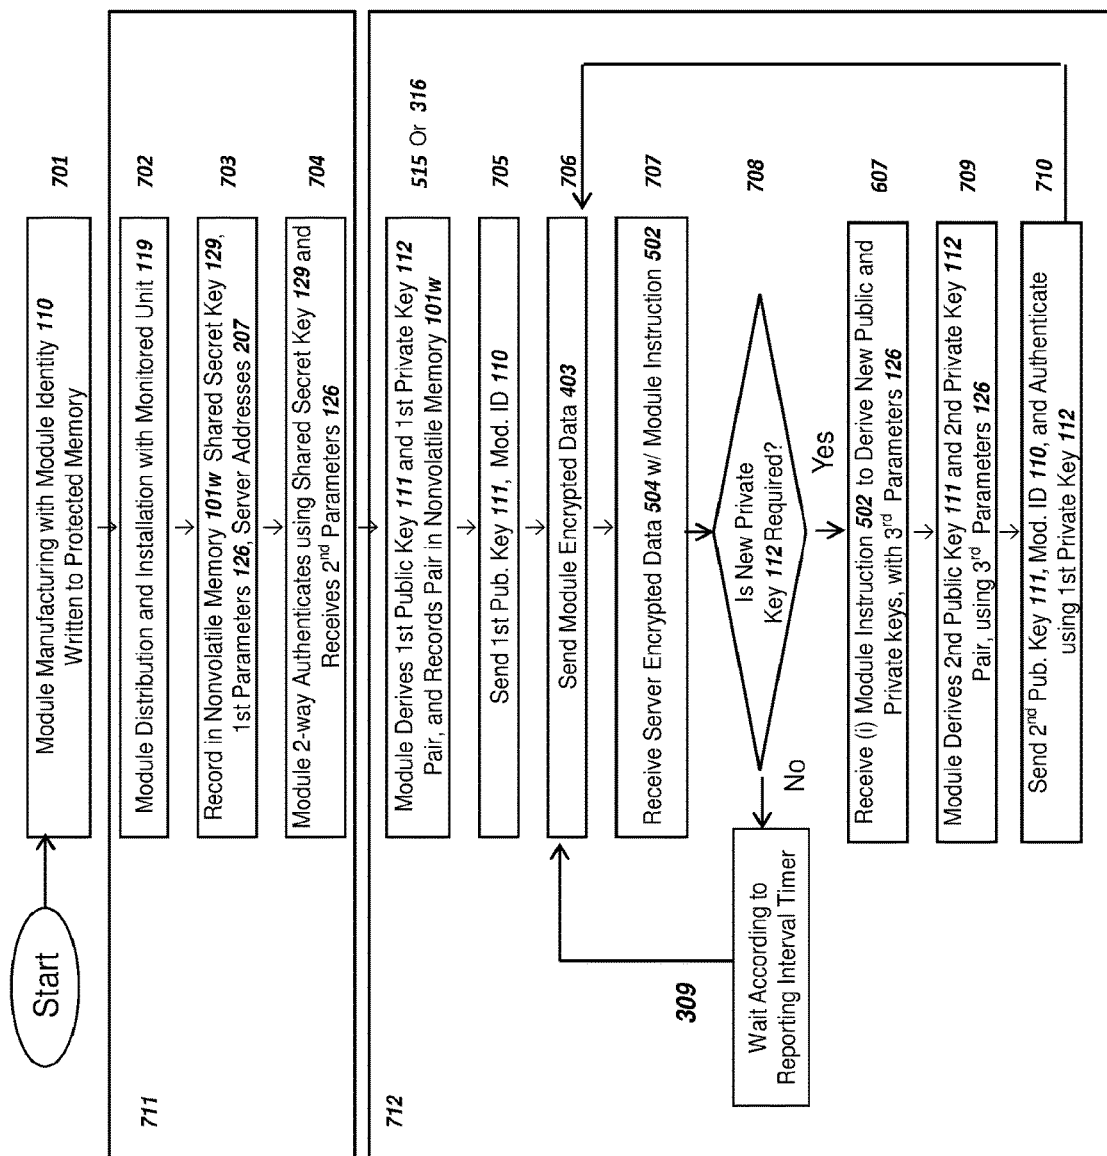 Start
Module Manufacturing with Module Identity 110
Written to Protected Memory
701
711
Module Distribution and Installation with Monitored Unit 119
702
Record in Nonvolatile Memory 101w Shared Secret Key 129,
1st Parameters 126, Server Addresses 207
703
Module 2-way Authenticates using Shared Secret Key 129 and
Receives 2nd Parameters 126
704
712
Module Derives 1st Public Key 111 and 1st Private Key 112
Pair, and Records Pair in Nonvolatile Memory 101w
515 Or 316
Send 1st Pub. Key 111, Mod. ID 110
705
Send Module Encrypted Data 403
706
Receive Server Encrypted Data 504 w/ Module Instruction 502
707
309
Wait According to
Reporting Interval Timer
No
Is New Private
Key 112 Required?
Yes
708
Receive (i) Module Instruction 502 to Derive New Public and
Private keys, with 3rd Parameters 126
607
Module Derives 2nd Public Key 111 and 2nd Private Key 112
Pair, using 3rd Parameters 126
709
Send 2nd Pub. Key 111, Mod. ID 110, and Authenticate
using 1st Private Key 112
710